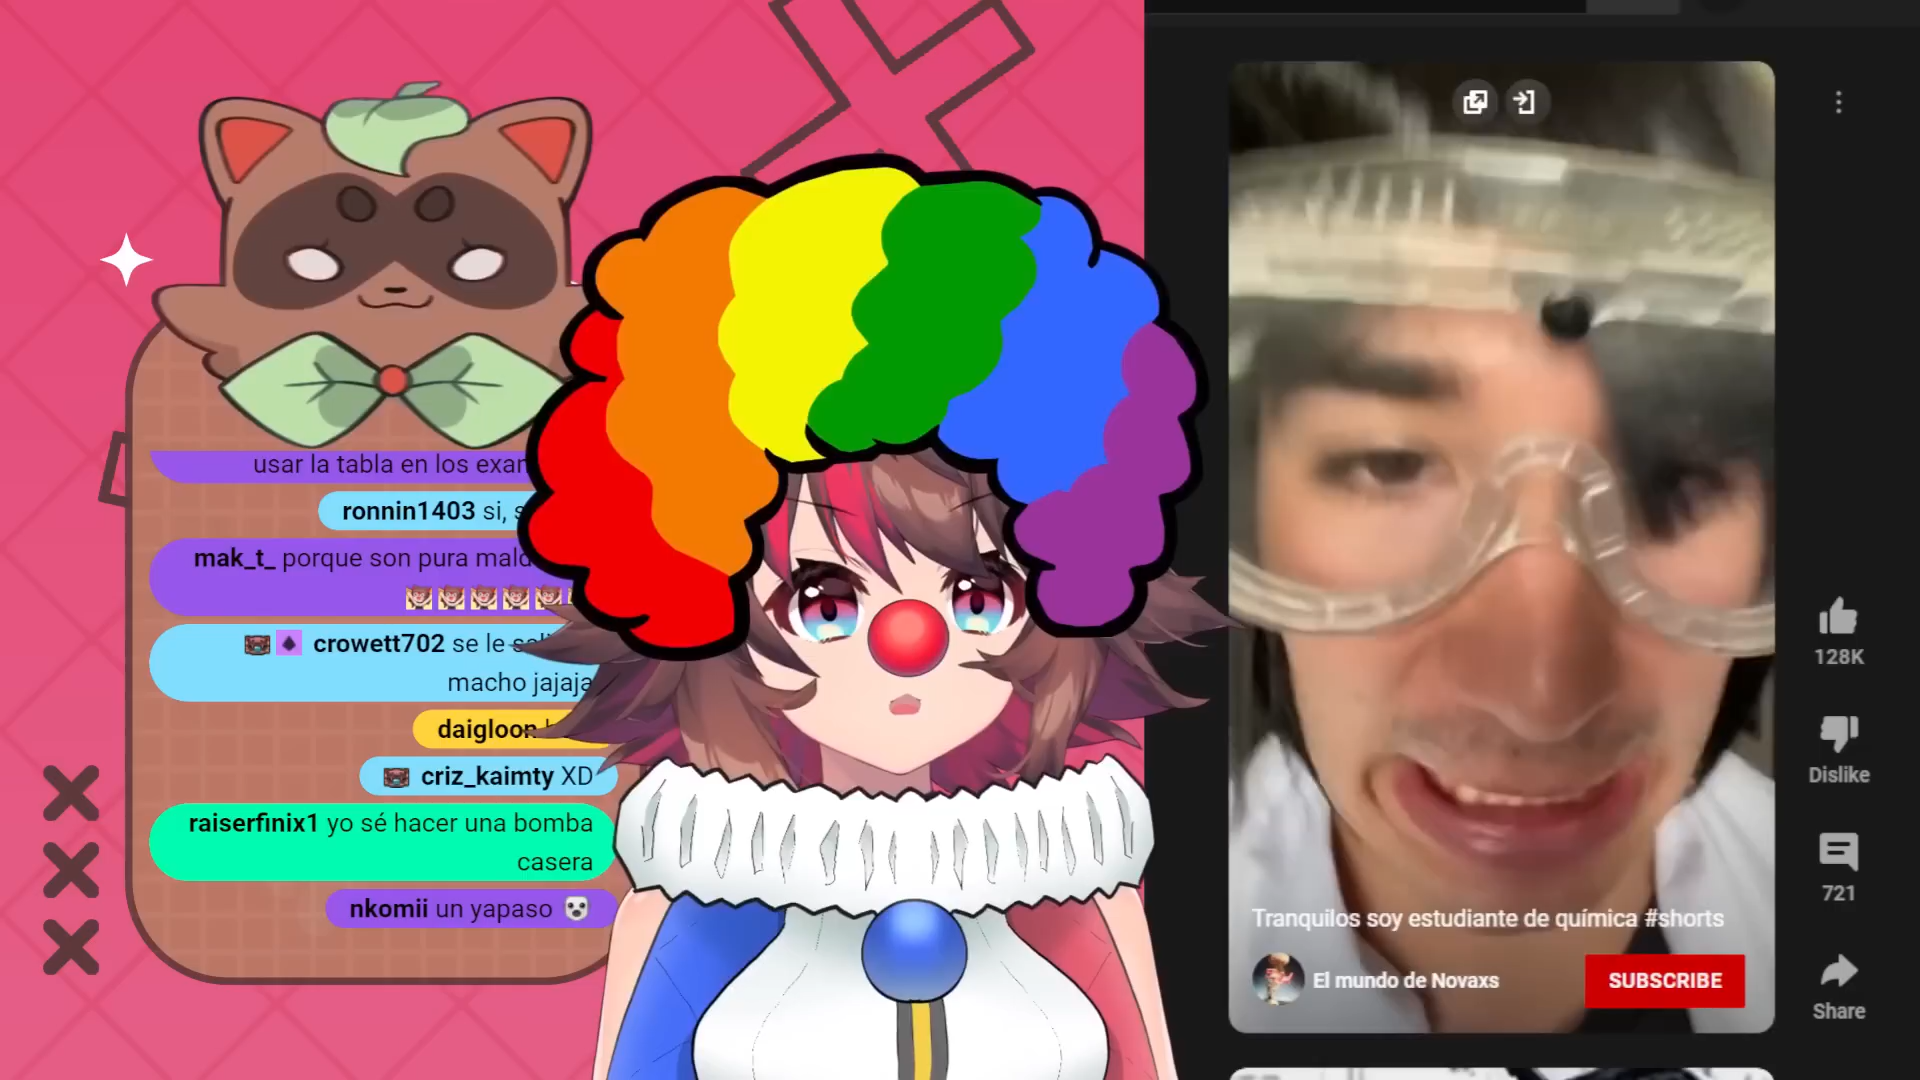 usar la tabla en los
ronnin1403 si,
mak_t_ porque son pura
crowett702 se le
macho jajaja
daigloon
criz_kaimty XD
raiserfinix1 yo sé hacer una bomba
casera
nkomii un yapaso
Tranquilos soy estudiante de química #shorts
El mundo de Novaxs
SUBSCRIBE
128K
Dislike
721
Share